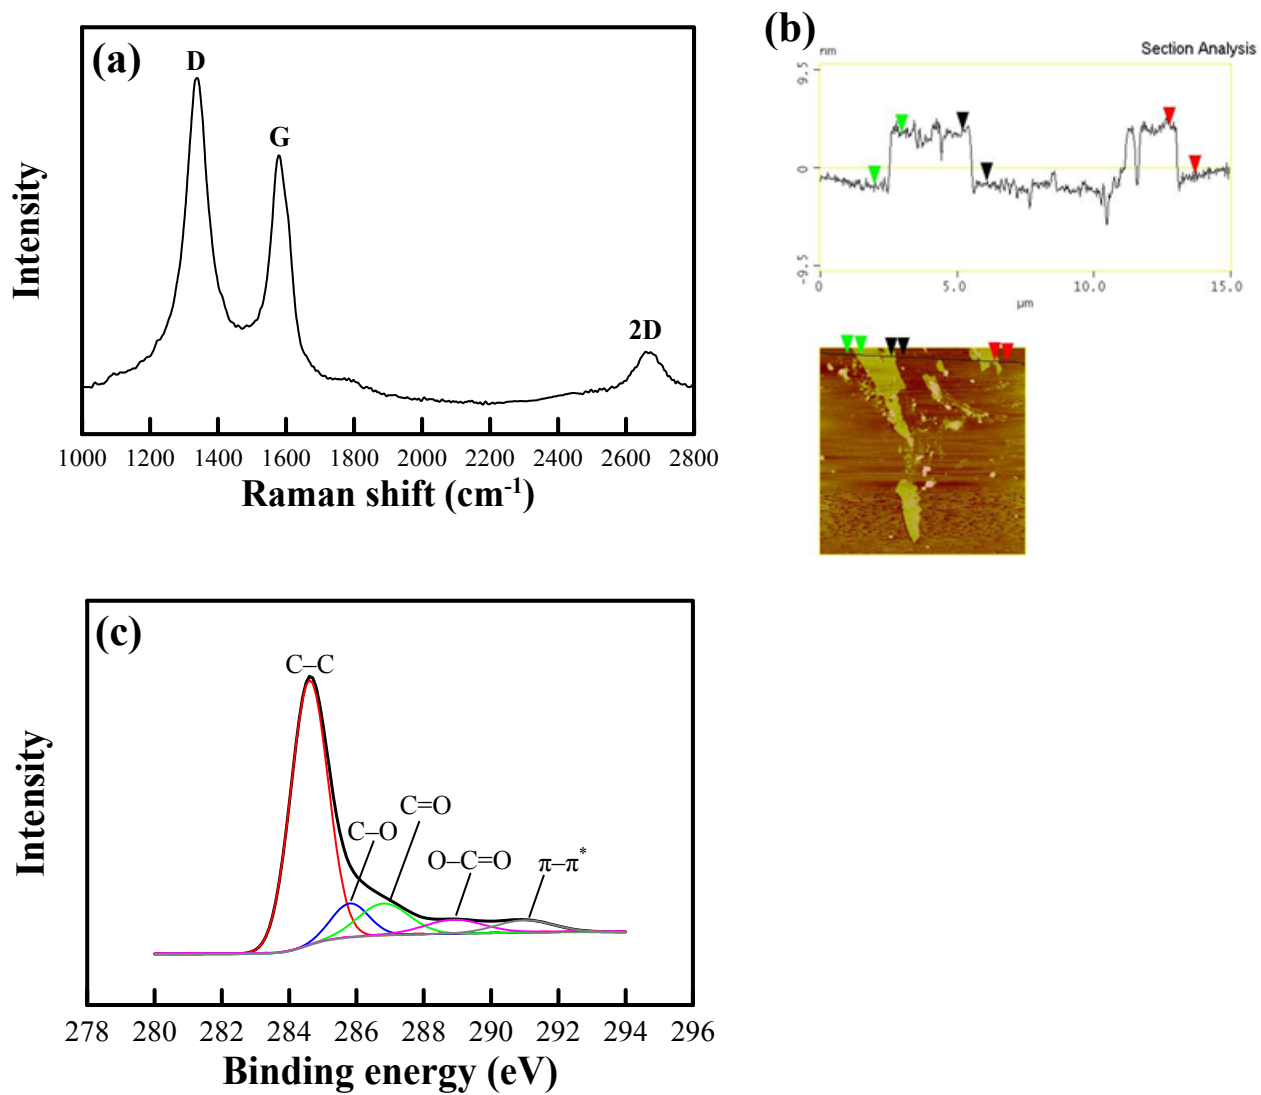 (a)
D
G
2D
Intensity
1000 1200 1400 1600 1800 2000 2200 2400 2600 2800
Raman shift (cm⁻¹)
(b)
nm
Section Analysis
9.5
0
-9.5
0 5.0 10.0 15.0
µm
(c)
C–C
C=O
C–O
O–C=O
π–π*
Intensity
278 280 282 284 286 288 290 292 294 296
Binding energy (eV)